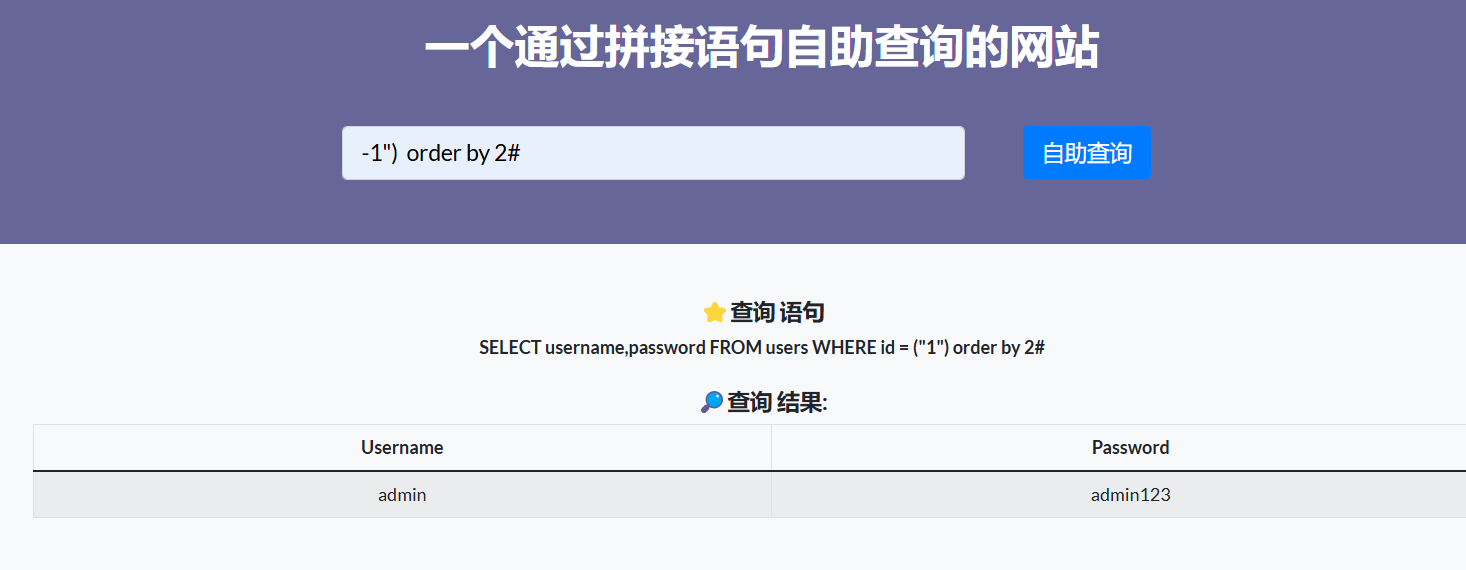 一个通过拼接语句自助查询的网站
-1")  order by 2#
自助查询
查询 语句
SELECT username,password FROM users WHERE id = ("1") order by 2#
查询 结果:
Username Password
admin admin123